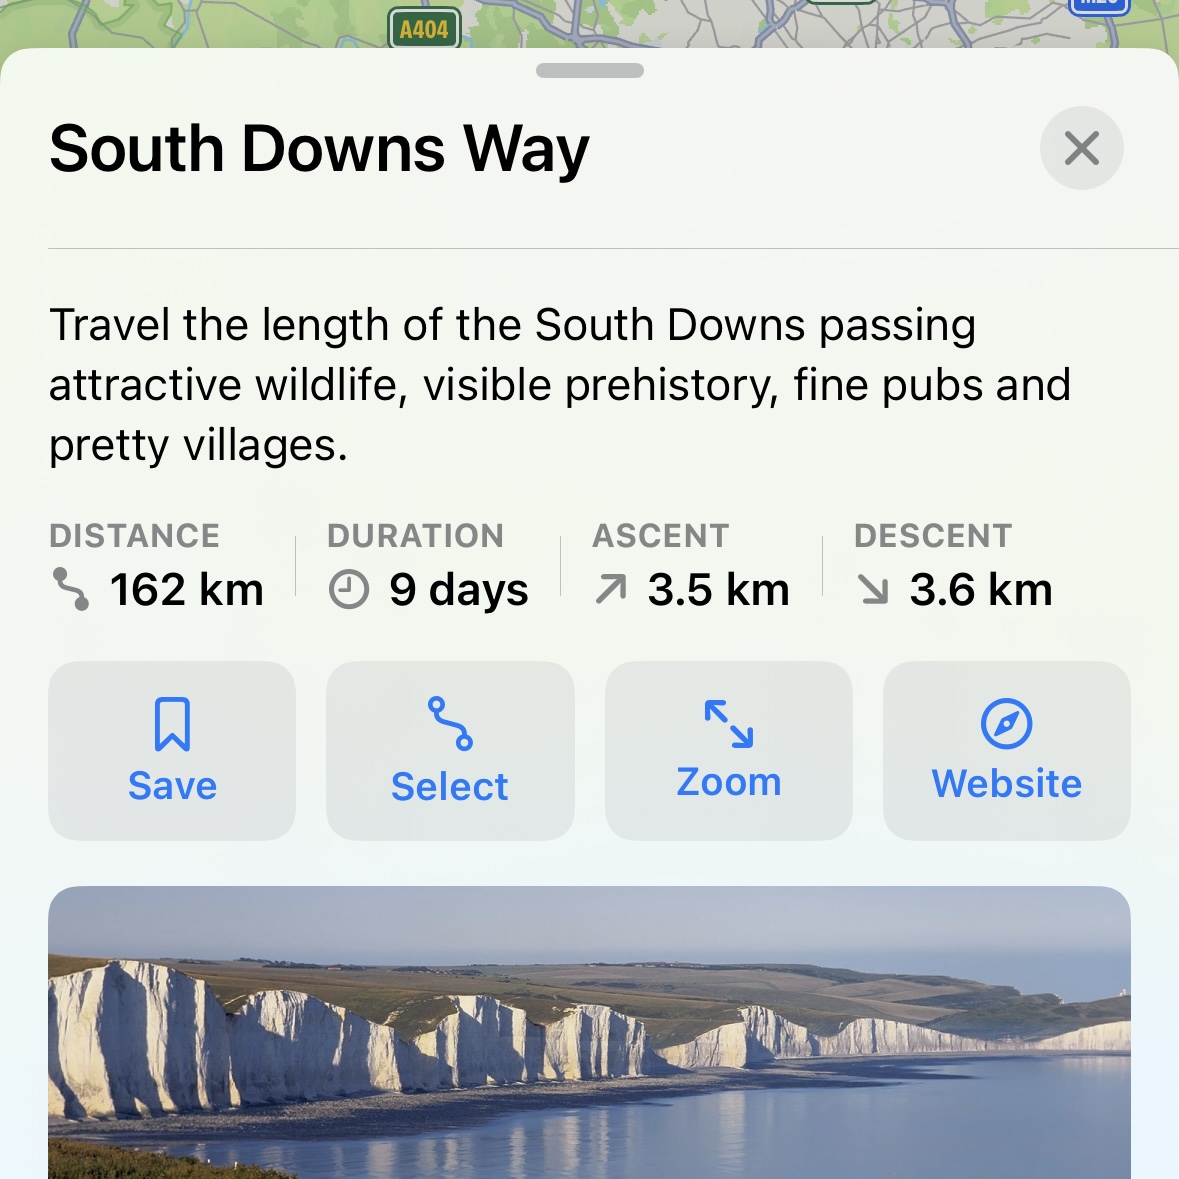 A404
South Downs Way
Travel the length of the South Downs passing
attractive wildlife, visible prehistory, fine pubs and
pretty villages.
DISTANCE DURATION ASCENT DESCENT
162 km 9 days 3.5 km 3.6 km
Save Select Zoom Website